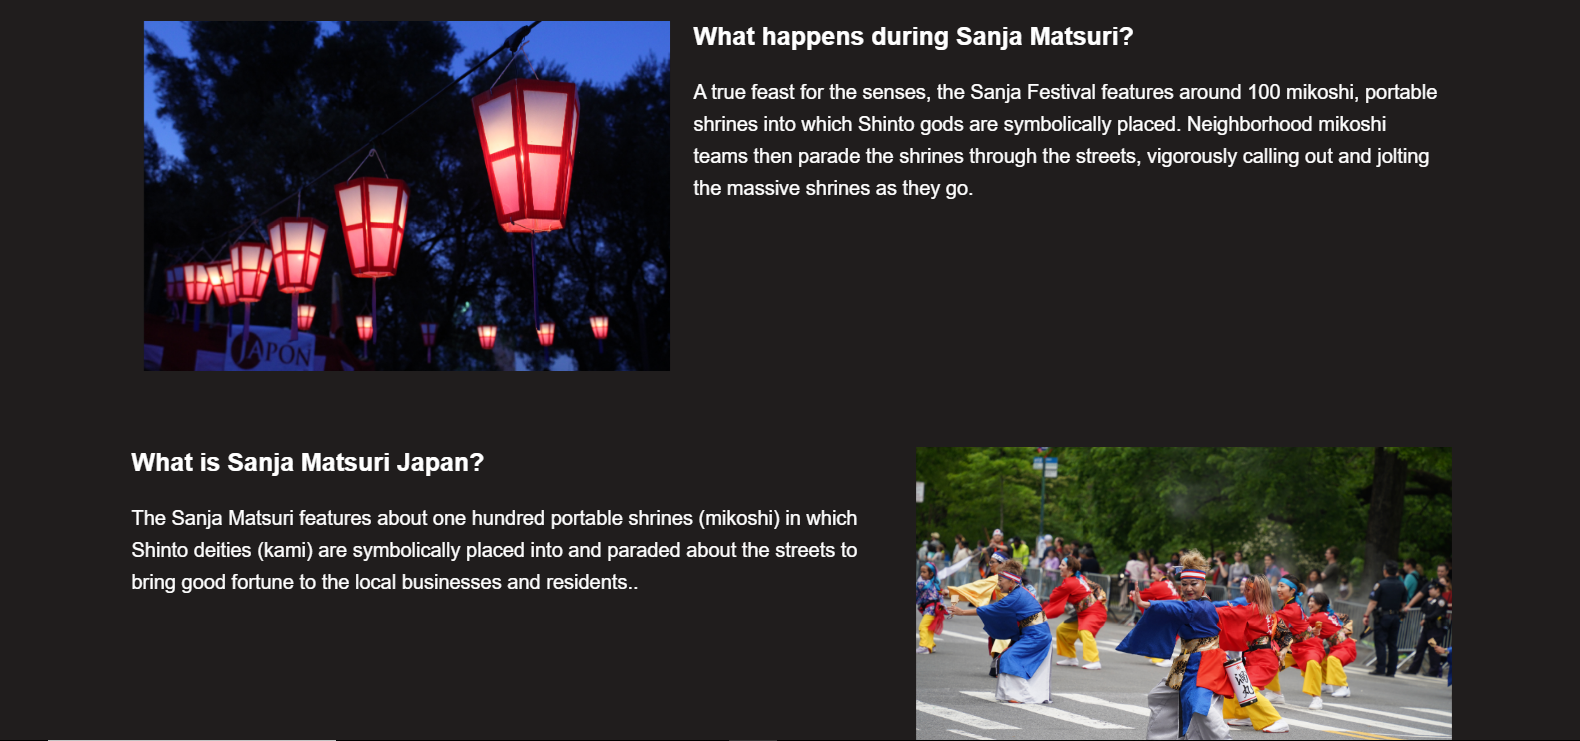 What happens during Sanja Matsuri?
A true feast for the senses, the Sanja Festival features around 100 mikoshi, portable
shrines into which Shinto gods are symbolically placed. Neighborhood mikoshi
teams then parade the shrines through the streets, vigorously calling out and jolting
the massive shrines as they go.
JAPON
What is Sanja Matsuri Japan?
The Sanja Matsuri features about one hundred portable shrines (mikoshi) in which
Shinto deities (kami) are symbolically placed into and paraded about the streets to
bring good fortune to the local businesses and residents..